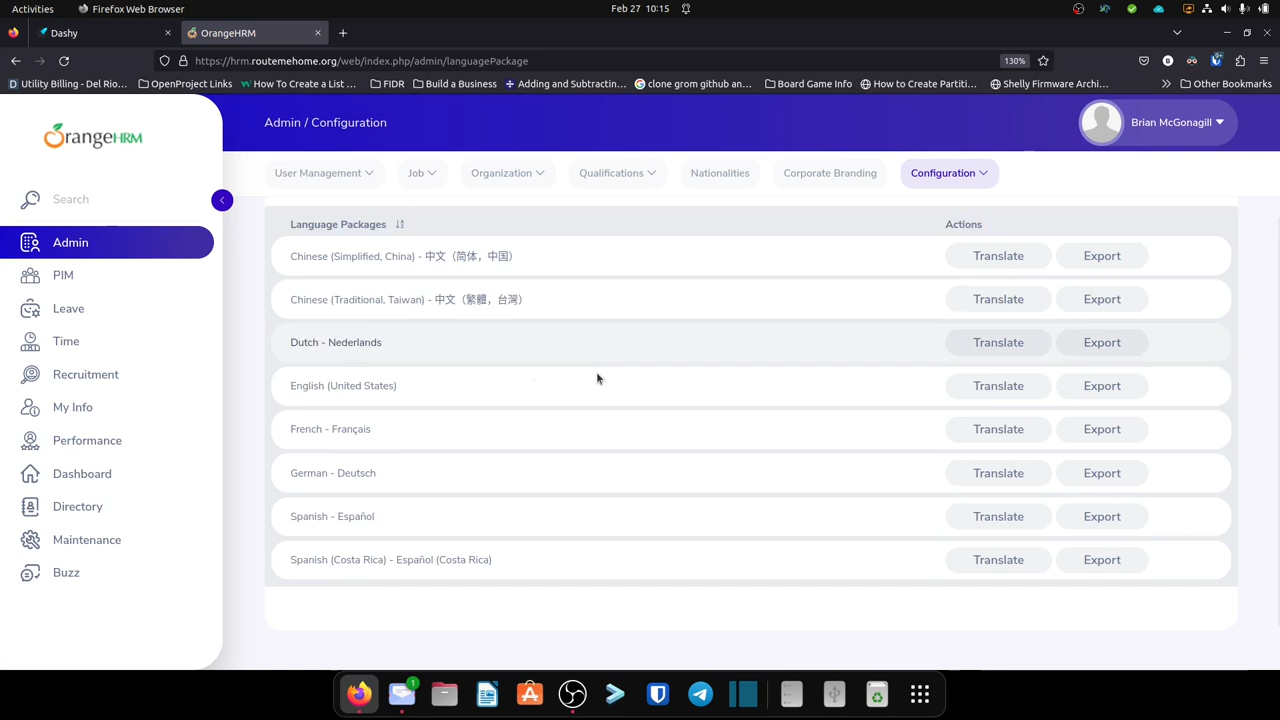 Activities
Firefox Web Browser
Feb 27 10:15
Dashy
OrangeHRM
https://hrm.routemehome.org/web/index.php/admin/languagePackage
130%
Utility Billing - Del Rio...
OpenProject Links
How To Create a List ...
FIDR
Build a Business
Adding and Subtractin...
clone grom github an...
Board Game Info
How to Create Partiti...
Shelly Firmware Archi...
Other Bookmarks
OrangeHRM
Admin / Configuration
Brian McGonagill
User Management
Job
Organization
Qualifications
Nationalities
Corporate Branding
Configuration
Search
Admin
PIM
Leave
Time
Recruitment
My Info
Performance
Dashboard
Directory
Maintenance
Buzz
Language Packages Actions
Chinese (Simplified, China) - 中文（简体，中国） Translate Export
Chinese (Traditional, Taiwan) - 中文（繁體，台灣） Translate Export
Dutch - Nederlands Translate Export
English (United States) Translate Export
French - Français Translate Export
German - Deutsch Translate Export
Spanish - Español Translate Export
Spanish (Costa Rica) - Español (Costa Rica) Translate Export
1